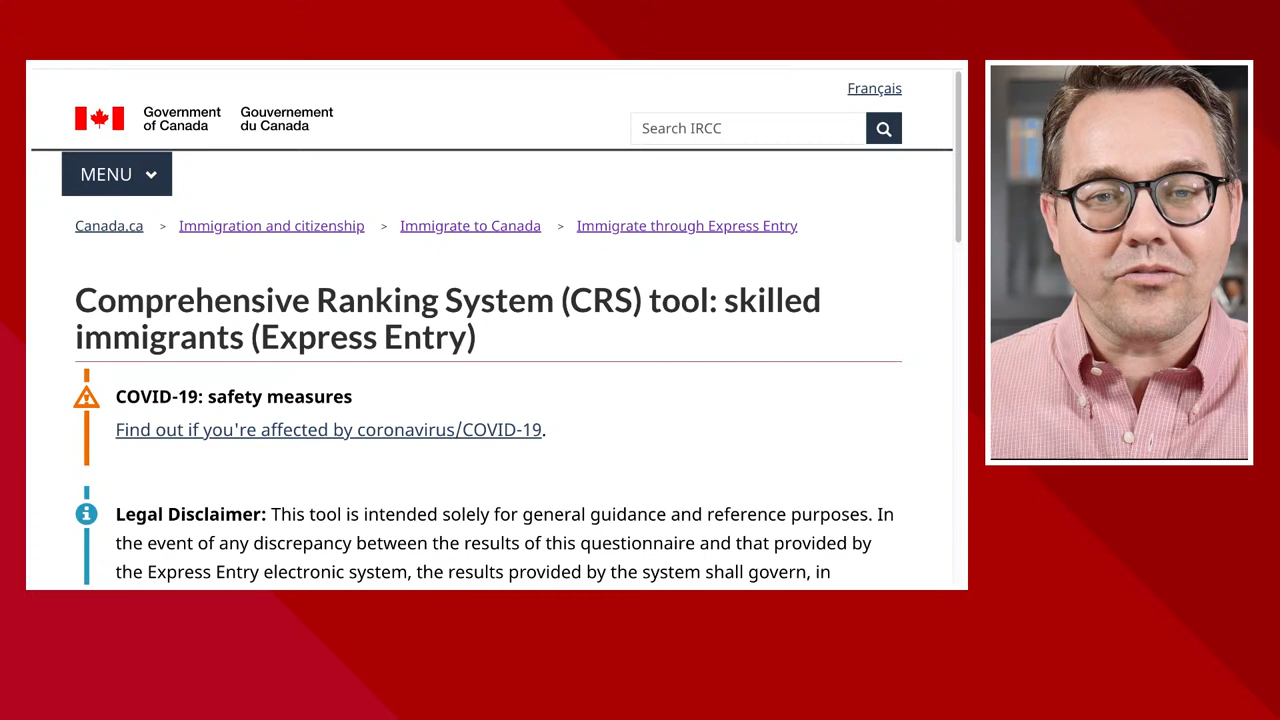 Français
Government of Canada
Gouvernement du Canada
Search IRCC
MENU
Canada.ca > Immigration and citizenship > Immigrate to Canada > Immigrate through Express Entry
Comprehensive Ranking System (CRS) tool: skilled
immigrants (Express Entry)
COVID-19: safety measures
Find out if you're affected by coronavirus/COVID-19.
Legal Disclaimer: This tool is intended solely for general guidance and reference purposes. In
the event of any discrepancy between the results of this questionnaire and that provided by
the Express Entry electronic system, the results provided by the system shall govern, in